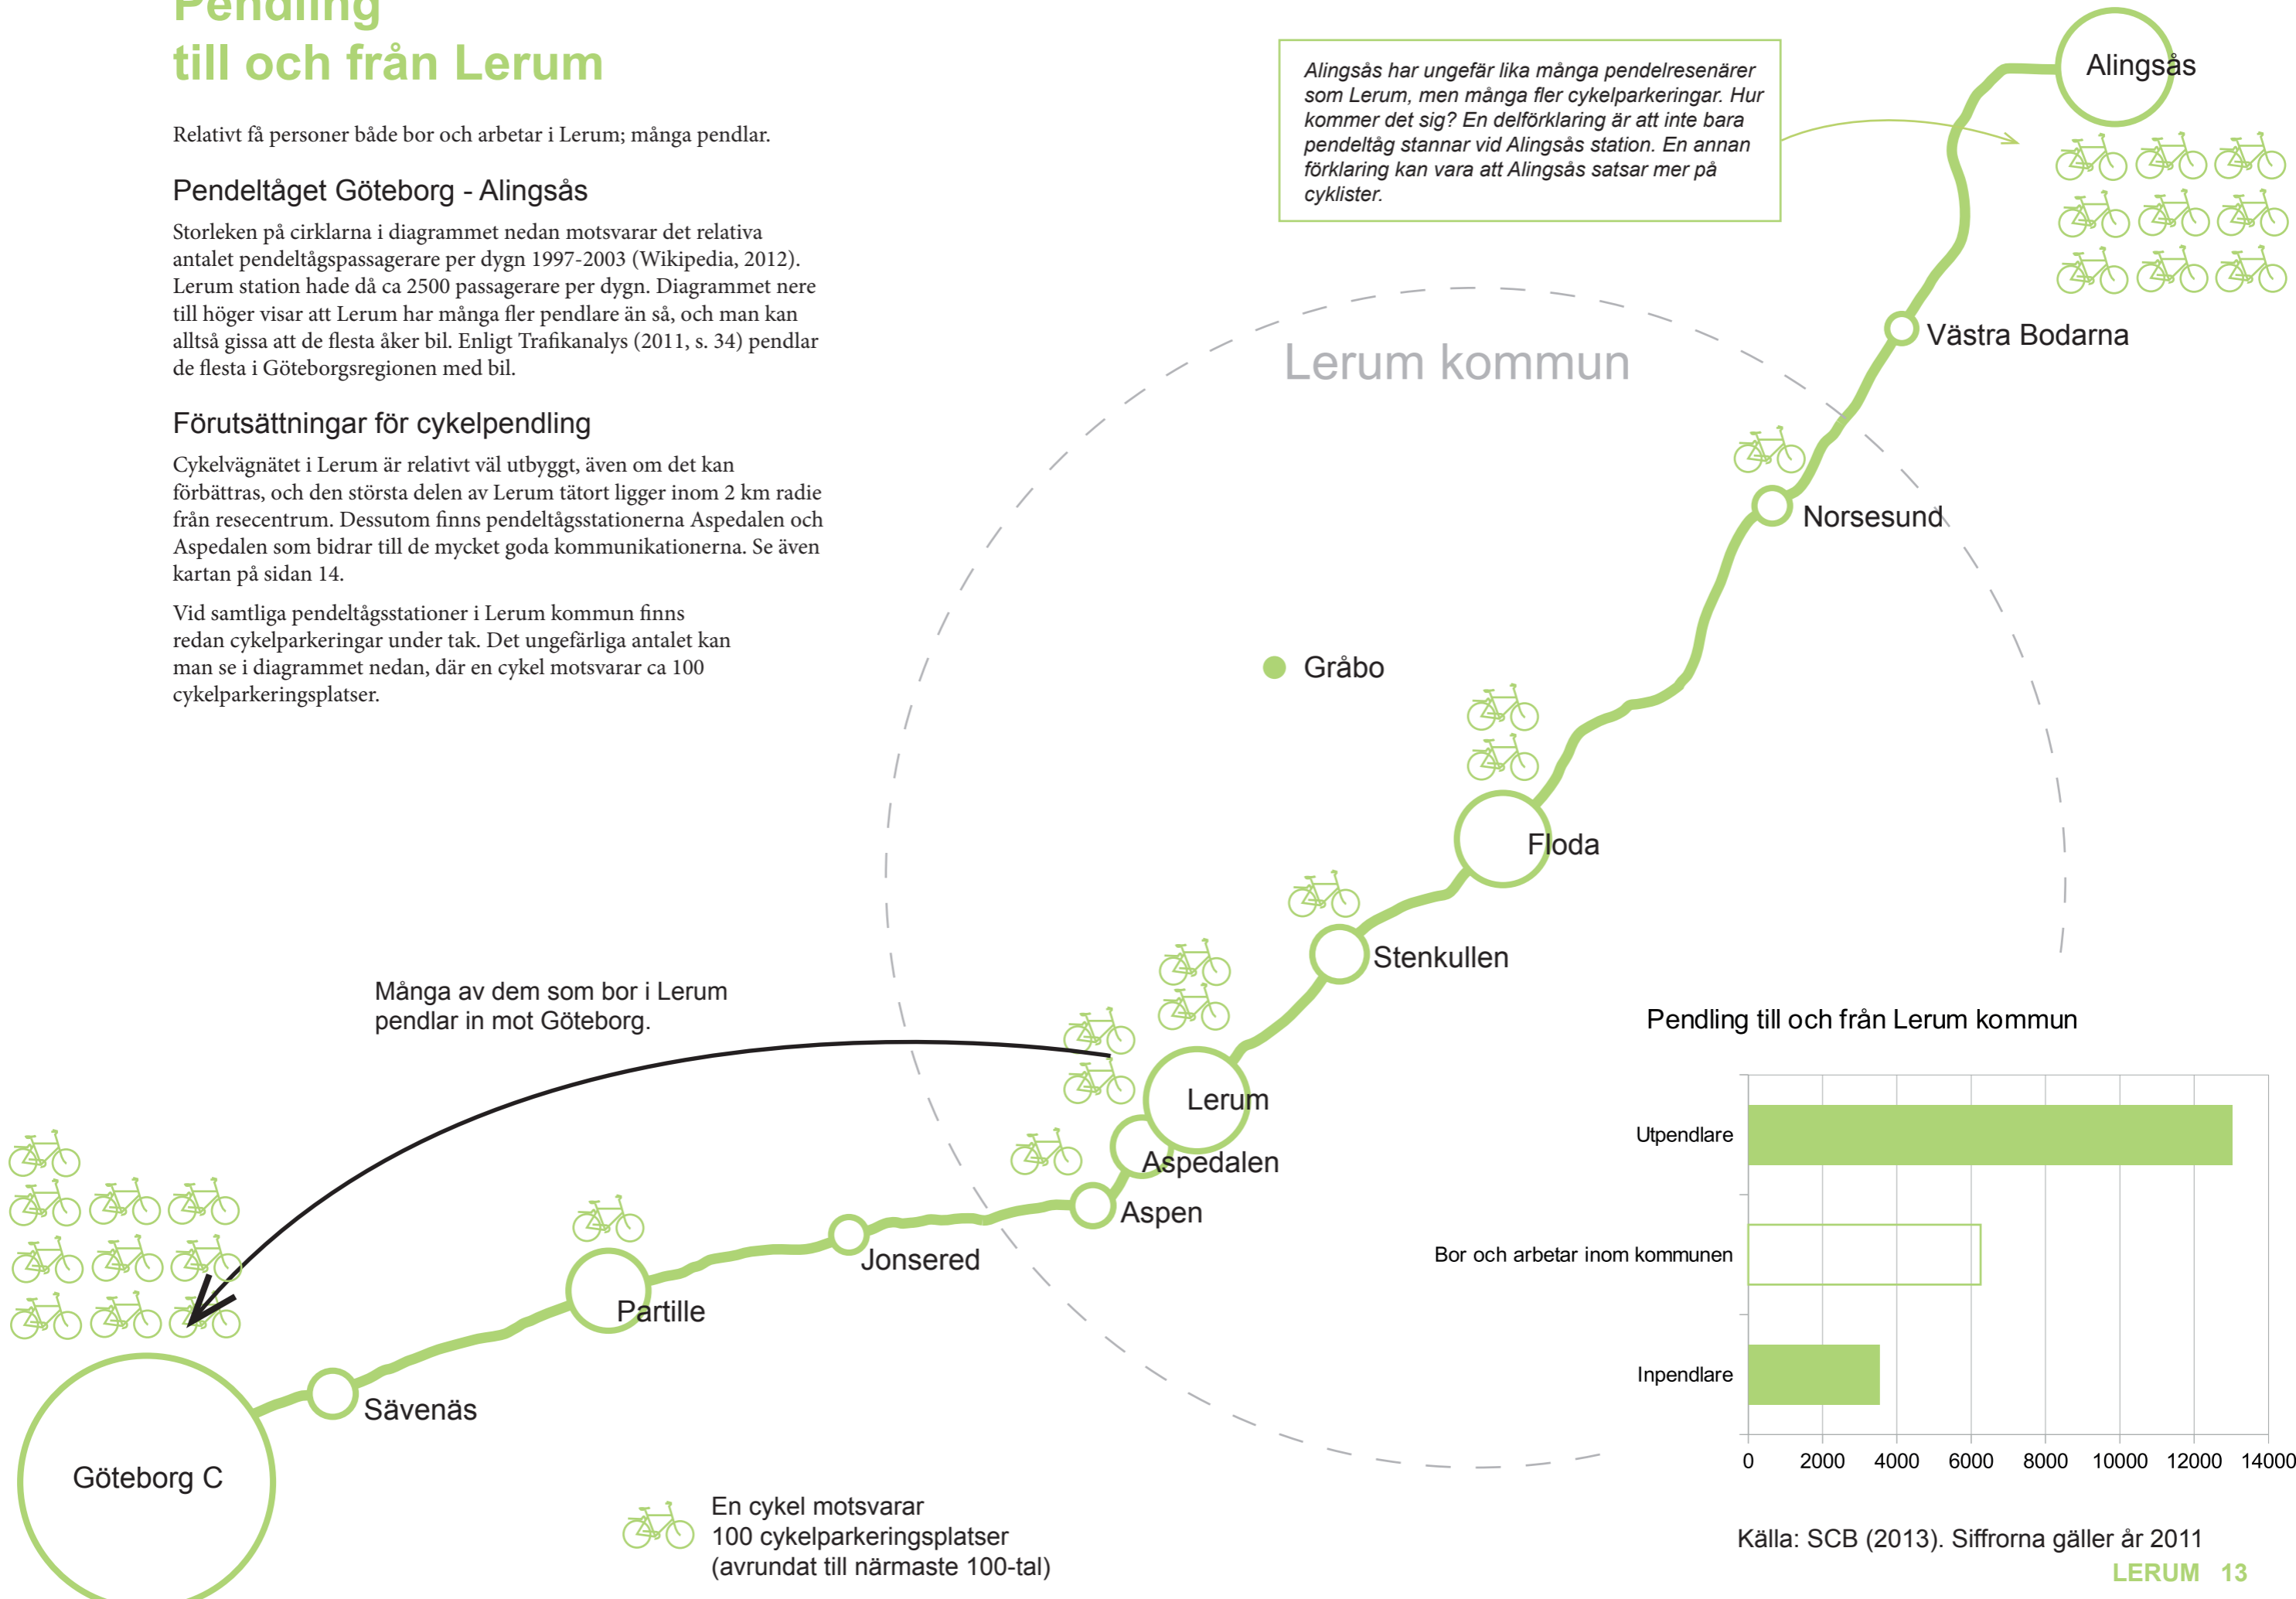 Pendling
till och från Lerum
Relativt få personer både bor och arbetar i Lerum; många pendlar.
Pendeltåget Göteborg - Alingsås
Storleken på cirklarna i diagrammet nedan motsvarar det relativa
antalet pendeltågspassagerare per dygn 1997-2003 (Wikipedia, 2012).
Lerum station hade då ca 2500 passagerare per dygn. Diagrammet nere
till höger visar att Lerum har många fler pendlare än så, och man kan
alltså gissa att de flesta åker bil. Enligt Trafikanalys (2011, s. 34) pendlar
de flesta i Göteborgsregionen med bil.
Förutsättningar för cykelpendling
Cykelvägnätet i Lerum är relativt väl utbyggt, även om det kan
förbättras, och den största delen av Lerum tätort ligger inom 2 km radie
från resecentrum. Dessutom finns pendeltågsstationerna Aspedalen och
Aspedalen som bidrar till de mycket goda kommunikationerna. Se även
kartan på sidan 14.
Vid samtliga pendeltågsstationer i Lerum kommun finns
redan cykelparkeringar under tak. Det ungefärliga antalet kan
man se i diagrammet nedan, där en cykel motsvarar ca 100
cykelparkeringsplatser.
Alingsås har ungefär lika många pendelresenärer
som Lerum, men många fler cykelparkeringar. Hur
kommer det sig? En delförklaring är att inte bara
pendeltåg stannar vid Alingsås station. En annan
förklaring kan vara att Alingsås satsar mer på
cyklister.
Alingsås
Västra Bodarna
Lerum kommun
Norsesund
Gråbo
Floda
Stenkullen
Många av dem som bor i Lerum
pendlar in mot Göteborg.
Lerum
Aspedalen
Aspen
Jonsered
Partille
Sävenäs
Göteborg C
En cykel motsvarar
100 cykelparkeringsplatser
(avrundat till närmaste 100-tal)
Pendling till och från Lerum kommun
Utpendlare
Bor och arbetar inom kommunen
Inpendlare
0 2000 4000 6000 8000 10000 12000 14000
Källa: SCB (2013). Siffrorna gäller år 2011
LERUM 13